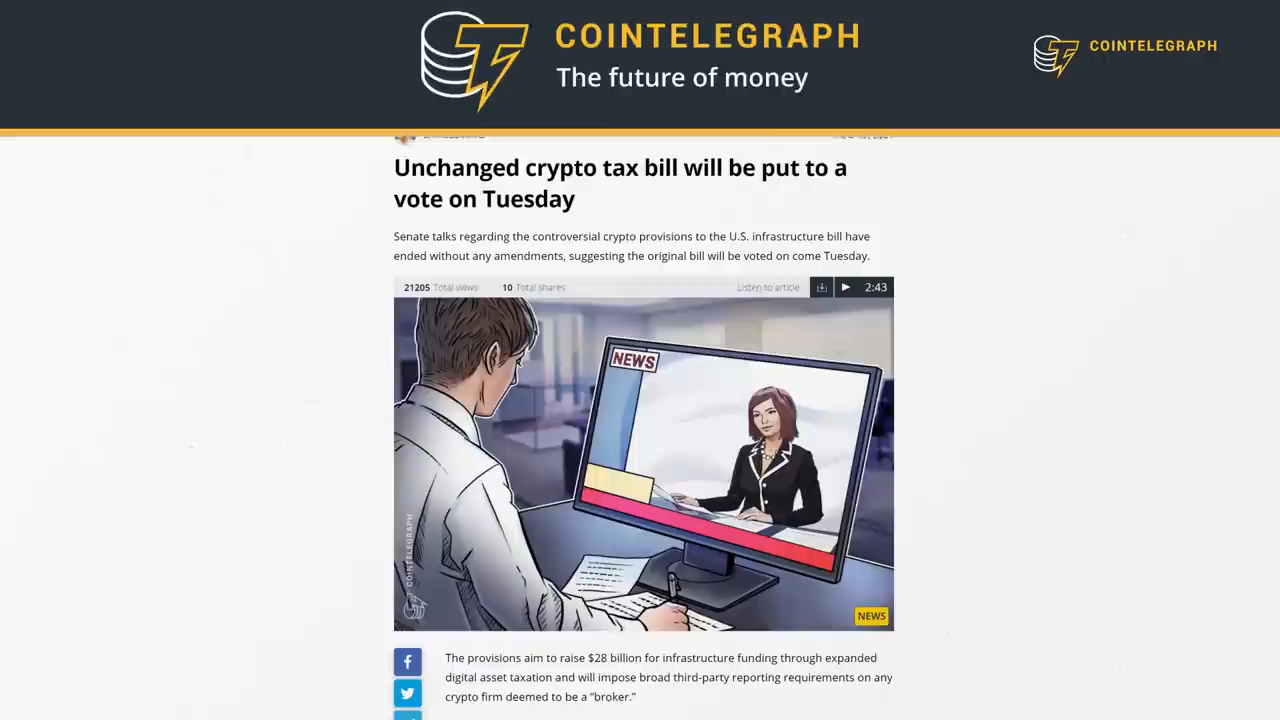 COINTELEGRAPH
The future of money
COINTELEGRAPH
Unchanged crypto tax bill will be put to a
vote on Tuesday
Senate talks regarding the controversial crypto provisions to the U.S. infrastructure bill have
ended without any amendments, suggesting the original bill will be voted on come Tuesday.
21205 Total views 10 Total shares Listen to article 2:43
NEWS
COINTELEGRAPH
NEWS
The provisions aim to raise $28 billion for infrastructure funding through expanded
digital asset taxation and will impose broad third-party reporting requirements on any
crypto firm deemed to be a “broker.”